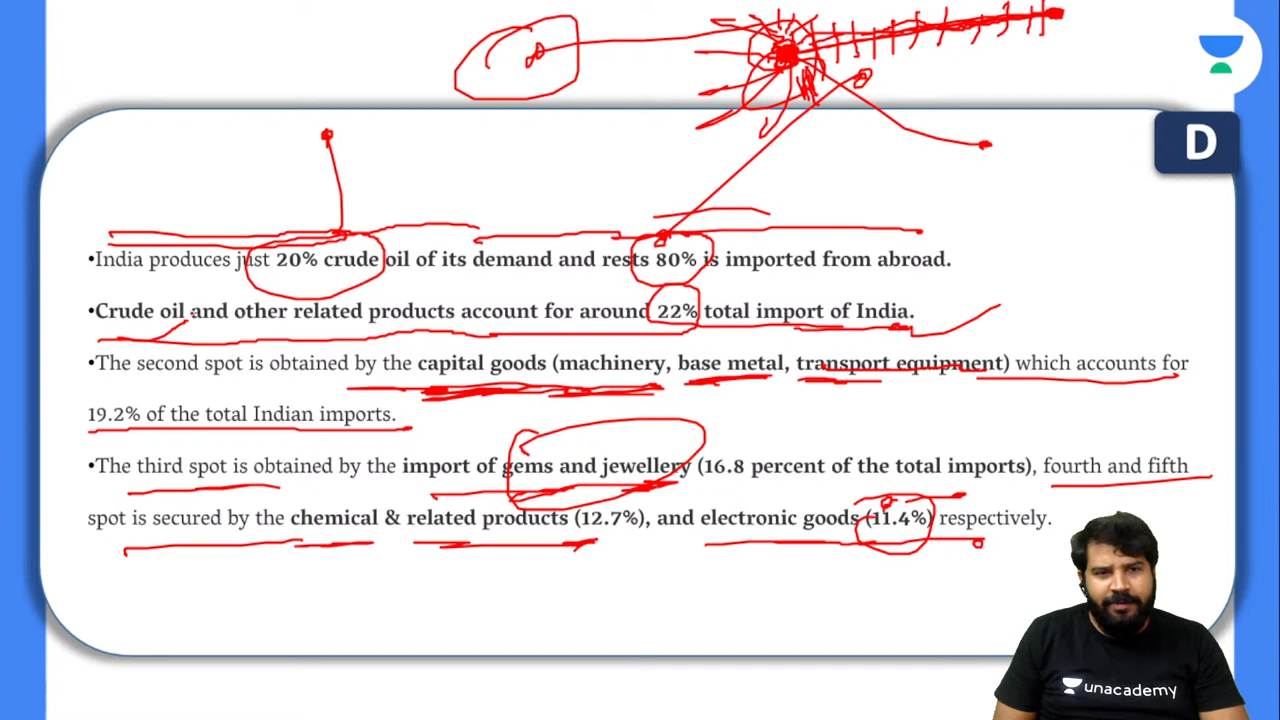 D
•India produces just 20% crude oil of its demand and rests 80% is imported from abroad.
•Crude oil and other related products account for around 22% total import of India.
•The second spot is obtained by the capital goods (machinery, base metal, transport equipment) which accounts for
19.2% of the total Indian imports.
•The third spot is obtained by the import of gems and jewellery (16.8 percent of the total imports), fourth and fifth
spot is secured by the chemical & related products (12.7%), and electronic goods (11.4%) respectively.
unacademy